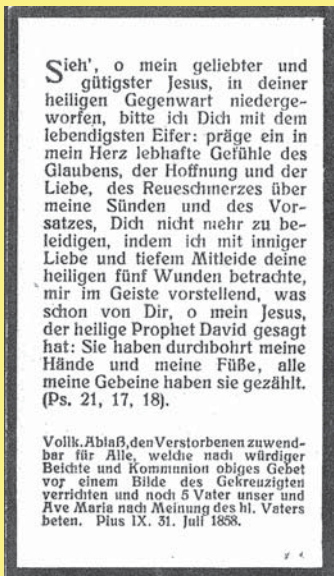 Sieh', o mein geliebter und
gütigster Jesus, in deiner
heiligen Gegenwart niederge-
worfen, bitte ich Dich mit dem
lebendigsten Eifer: präge ein in
mein Herz lebhafte Gefühle des
Glaubens, der Hoffnung und der
Liebe, des Reueschmerzes über
meine Sünden und des Vor-
satzes, Dich nicht mehr zu be-
leidigen, indem ich mit inniger
Liebe und tiefem Mitleide deine
heiligen fünf Wunden betrachte,
mir im Geiste vorstellend, was
schon von Dir, o mein Jesus,
der heilige Prophet David gesagt
hat: Sie haben durchbohrt meine
Hände und meine Füße, alle
meine Gebeine haben sie gezählt.
(Ps. 21, 17, 18).
Vollk. Ablaß, den Verstorbenen zuwend-
bar für Alle, welche nach würdiger
Beichte und Kommunion obiges Gebet
vor einem Bilde des Gekreuzigten
verrichten und noch 5 Vater unser und
Ave Maria nach Meinung des hl. Vaters
beten. Pius IX. 31. Juli 1858.